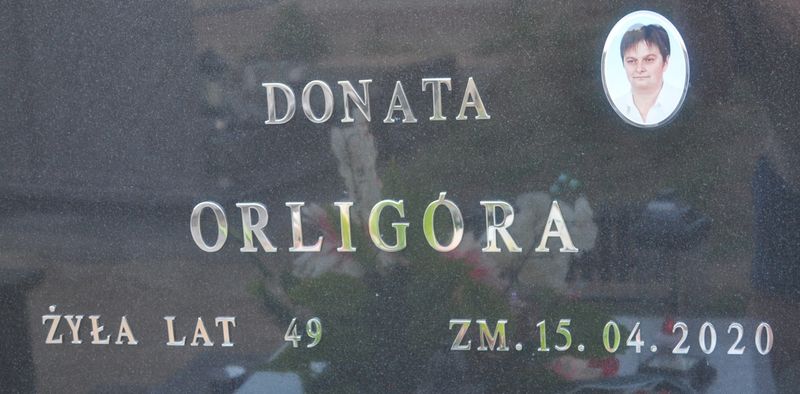 DONATA
ORLIGÓRA
ŻYŁA LAT 49 ZM. 15. 04. 2020